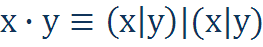 x · y ≡ (x|y)|(x|y)